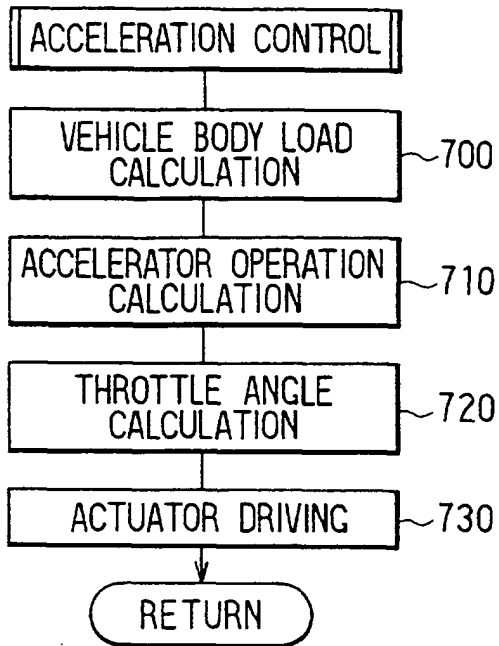 ACCELERATION CONTROL
VEHICLE BODY LOAD
CALCULATION
700
ACCELERATOR OPERATION
CALCULATION
710
THROTTLE ANGLE
CALCULATION
720
ACTUATOR DRIVING
730
RETURN